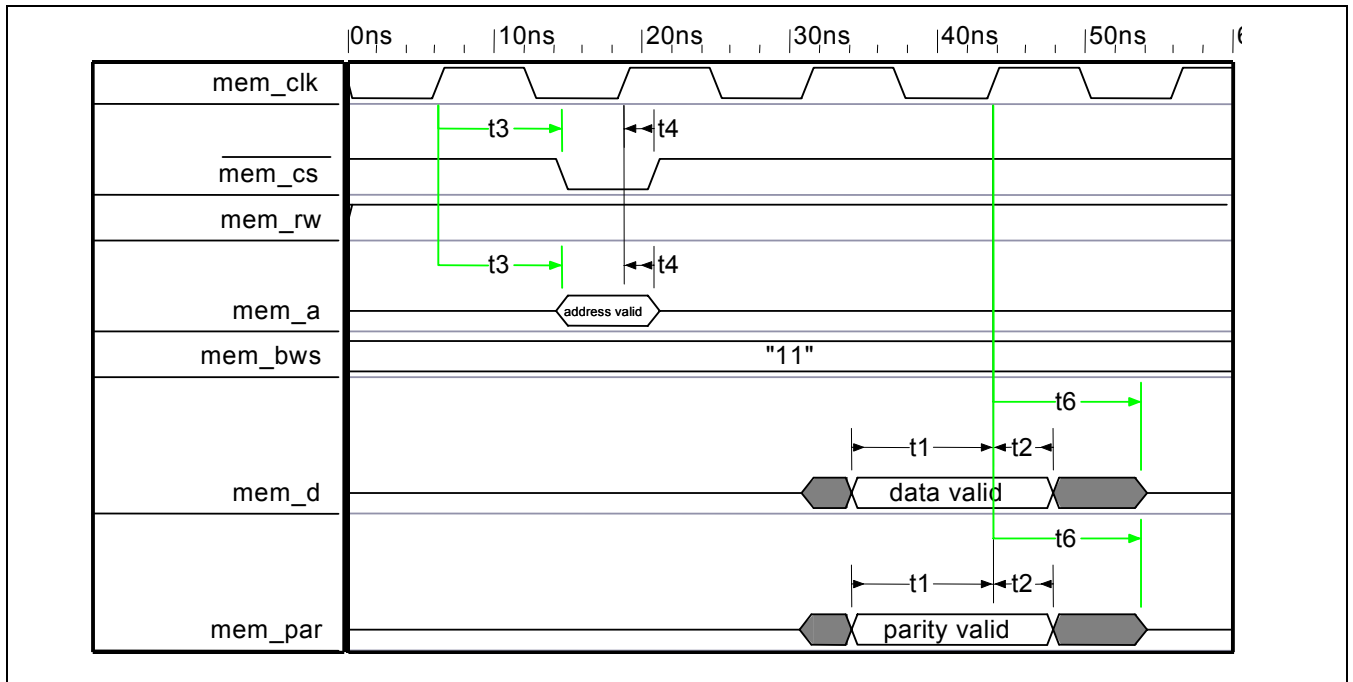 0ns 10ns 20ns 30ns 40ns 50ns
mem_clk
t3 t4
mem_cs
mem_rw
t3 t4
mem_a address valid
mem_bws "11"
t6
t1 t2
mem_d data valid
t6
t1 t2
mem_par parity valid